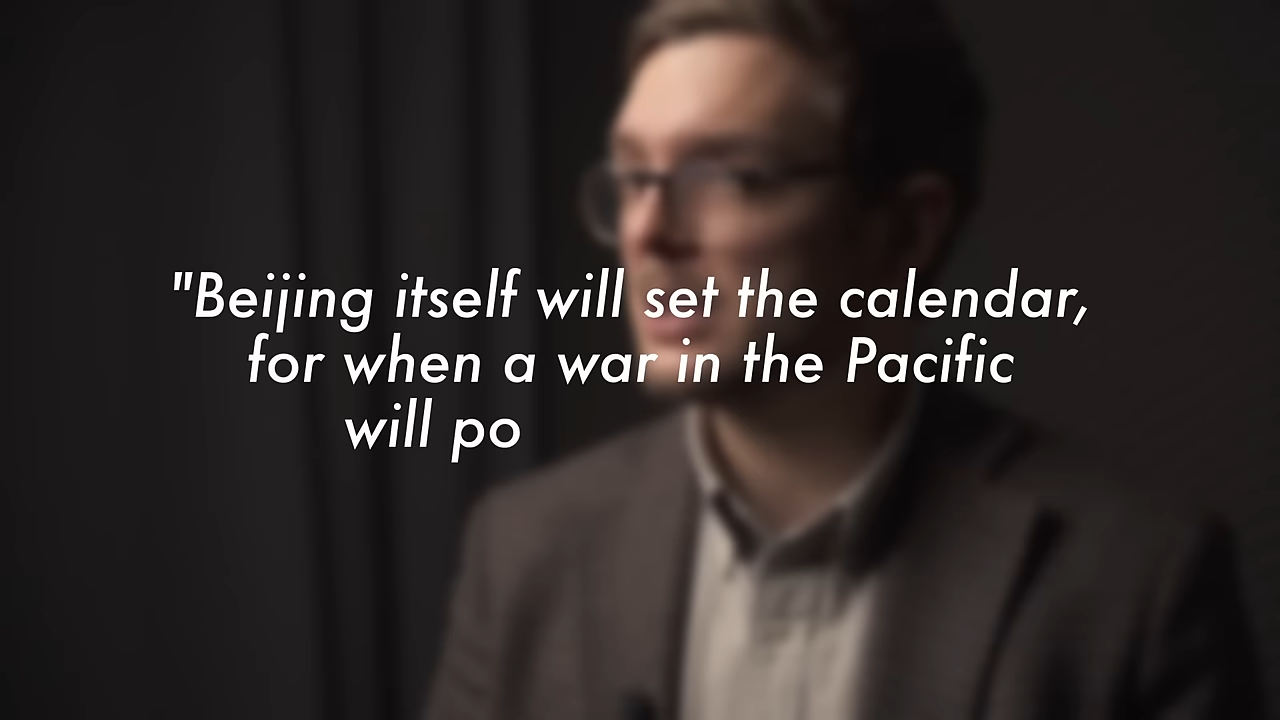 "Beijing itself will set the calendar,
for when a war in the Pacific
will po